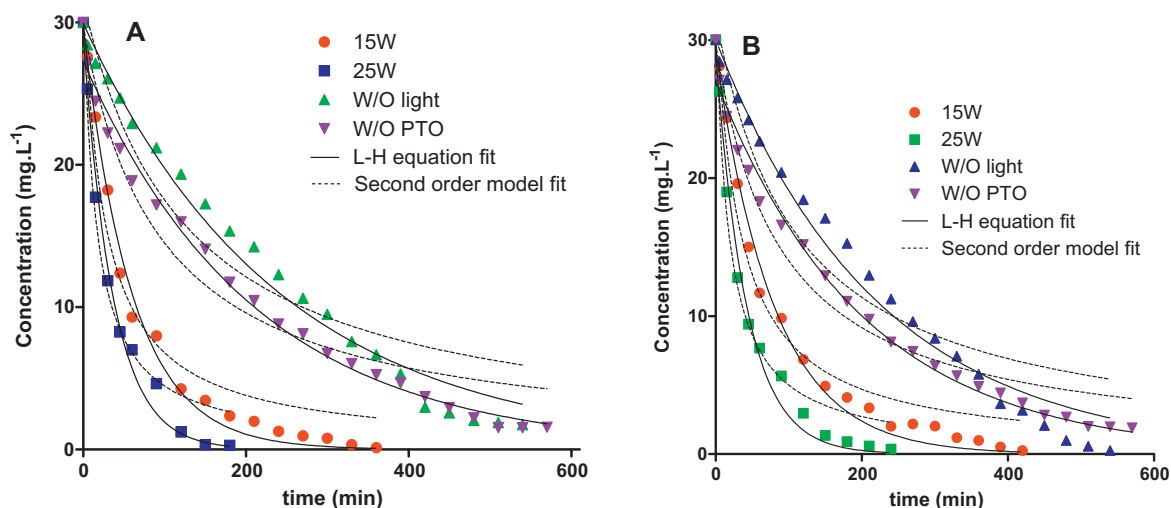 A
15W
25W
W/O light
W/O PTO
L-H equation fit
Second order model fit
Concentration (mg.L⁻¹)
30
20
10
0
0
200
400
600
time (min)
B
15W
25W
W/O light
W/O PTO
L-H equation fit
Second order model fit
Concentration (mg.L⁻¹)
30
20
10
0
0
200
400
600
time (min)